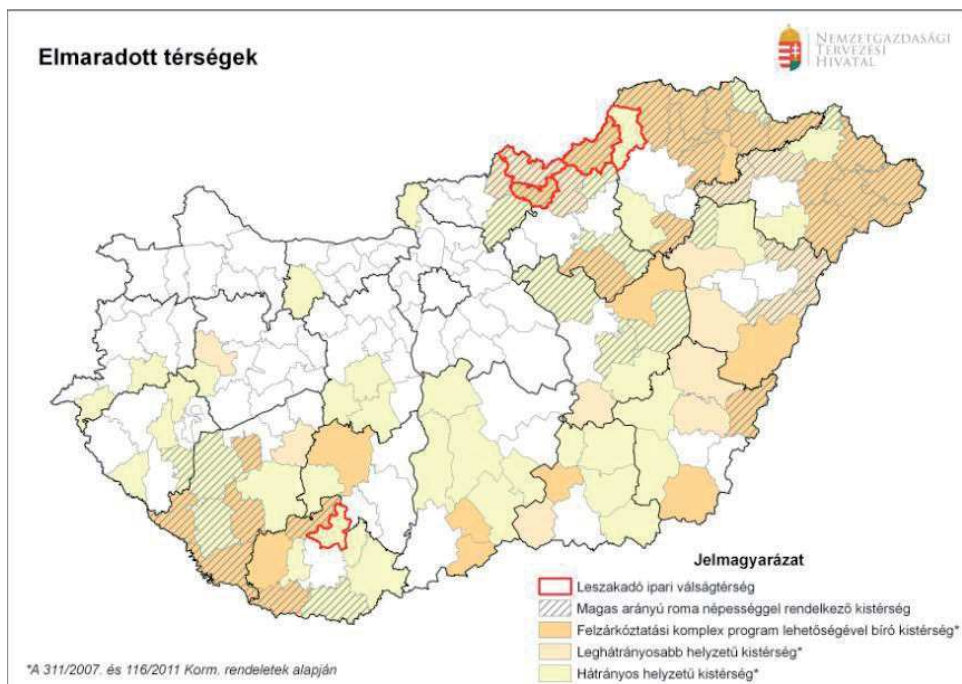 Elmaradott térségek
NEMZETGAZDASÁGI
TERVEZÉSI
HIVATAL
Jelmagyarázat
Leszakadó ipari válságtérség
Magas arányú roma népességgel rendelkező kistérség
Felzárkóztatási komplex program lehetőségével bíró kistérség*
Leghátrányosabb helyzetű kistérség*
Hátrányos helyzetű kistérség*
*A 311/2007. és 116/2011 Korm. rendeletek alapján